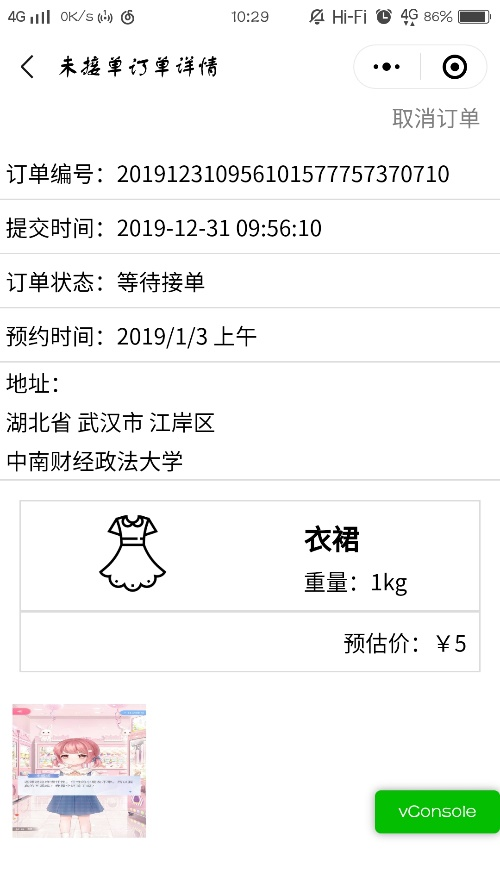 4G 0K/s 10:29 Hi-Fi 4G 86%
未接单订单详情
取消订单
订单编号：20191231095610157775737​0710
提交时间：2019-12-31 09:56:10
订单状态：等待接单
预约时间：2019/1/3 上午
地址：
湖北省 武汉市 江岸区
中南财经政法大学
衣裙
重量：1kg
预估价：￥5
vConsole